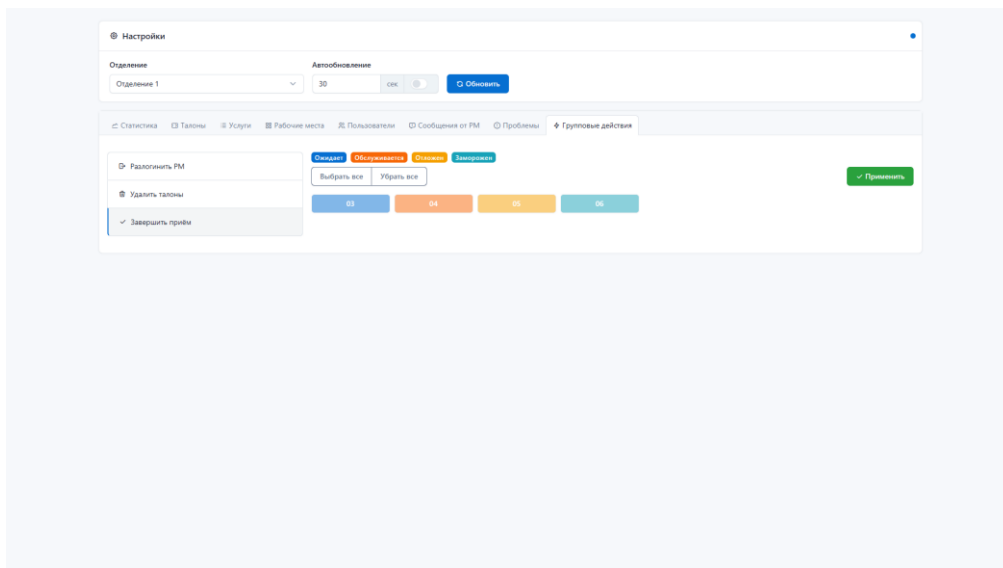 Настройки
Отделение
Автообновление
Отделение 1
30
сек
Обновить
Статистика
Талоны
Услуги
Рабочие места
Пользователи
Сообщения от РМ
Проблемы
Групповые действия
Разлогинить РМ
Удалить талоны
Завершить приём
Ожидает
Обслуживается
Отложен
Заморожен
Выбрать все
Убрать все
Применить
03
04
05
06